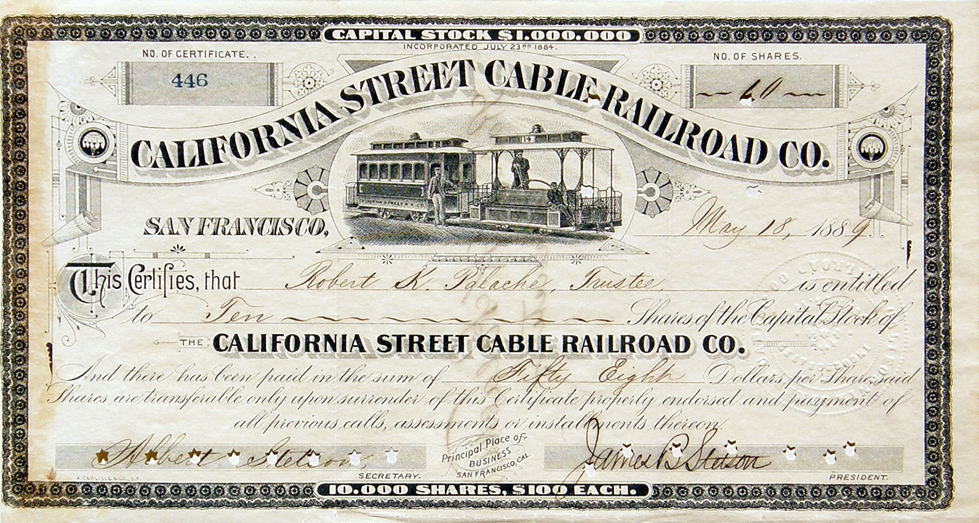 CAPITAL STOCK $1.000.000
INCORPORATED JULY 23RD 1884.
NO. OF CERTIFICATE.
446
NO. OF SHARES.
10
CALIFORNIA STREET CABLE RAILROAD CO.
14
SAN FRANCISCO, May 18, 1889
This Certifies, that Robert K. Palache, Trustee is entitled
to Ten Shares of the Capital Stock of
THE CALIFORNIA STREET CABLE RAILROAD CO.
And there has been paid in the sum of Fifty Eight Dollars per Share, said
Shares are transferable only upon surrender of this Certificate properly endorsed and payment of
all previous calls, assessments or instalments thereon
Albert Stetson
SECRETARY.
Principal Place of
BUSINESS
SAN FRANCISCO, CAL.
James B Stetson
PRESIDENT.
10.000 SHARES, $100 EACH.